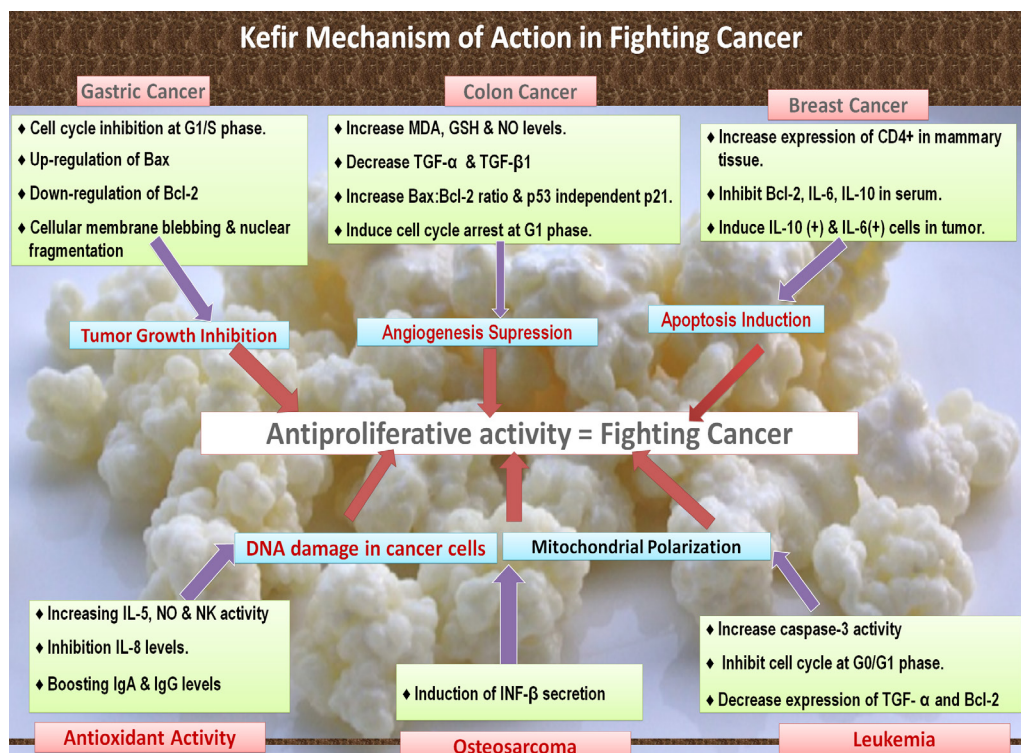 Kefir Mechanism of Action in Fighting Cancer
Gastric Cancer
♦ Cell cycle inhibition at G1/S phase.
♦ Up-regulation of Bax
♦ Down-regulation of Bcl-2
♦ Cellular membrane blebbing & nuclear
fragmentation
Colon Cancer
♦ Increase MDA, GSH & NO levels.
♦ Decrease TGF-α & TGF-β1
♦ Increase Bax:Bcl-2 ratio & p53 independent p21.
♦ Induce cell cycle arrest at G1 phase.
Breast Cancer
♦ Increase expression of CD4+ in mammary
tissue.
♦ Inhibit Bcl-2, IL-6, IL-10 in serum.
♦ Induce IL-10 (+) & IL-6(+) cells in tumor.
Tumor Growth Inhibition
Angiogenesis Supression
Apoptosis Induction
Antiproliferative activity = Fighting Cancer
DNA damage in cancer cells
Mitochondrial Polarization
♦ Increasing IL-5, NO & NK activity
♦ Inhibition IL-8 levels.
♦ Boosting IgA & IgG levels
Antioxidant Activity
♦ Induction of INF-β secretion
Osteosarcoma
♦ Increase caspase-3 activity
♦ Inhibit cell cycle at G0/G1 phase.
♦ Decrease expression of TGF- α and Bcl-2
Leukemia